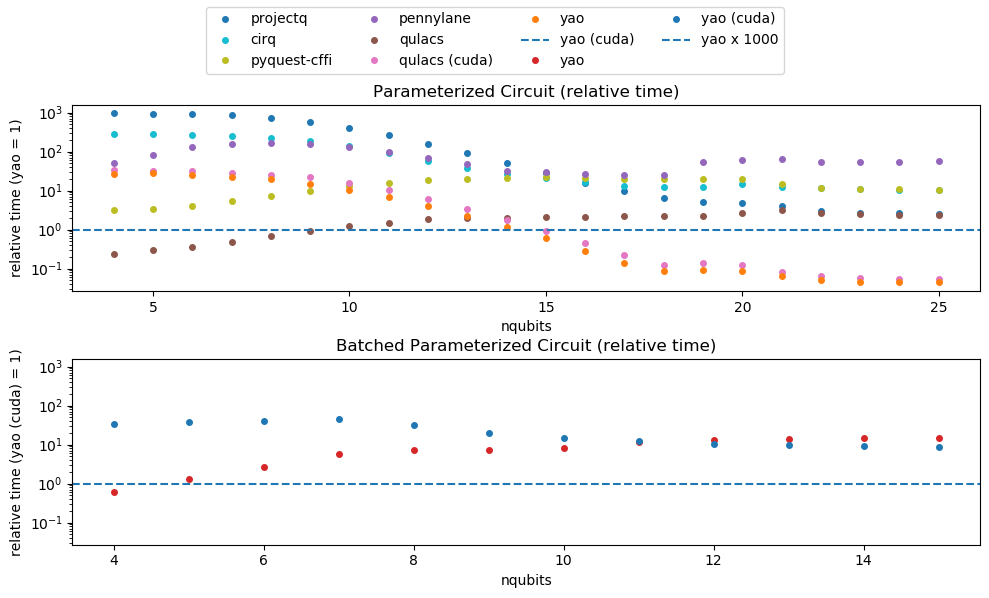 projectq pennylane yao yao (cuda)
cirq qulacs yao (cuda) yao x 1000
pyquest-cffi qulacs (cuda) yao
Parameterized Circuit (relative time)
relative time (yao = 1)
10³
10²
10¹
10⁰
10⁻¹
5 10 15 20 25
nqubits
Batched Parameterized Circuit (relative time)
relative time (yao (cuda) = 1)
10³
10²
10¹
10⁰
10⁻¹
4 6 8 10 12 14
nqubits